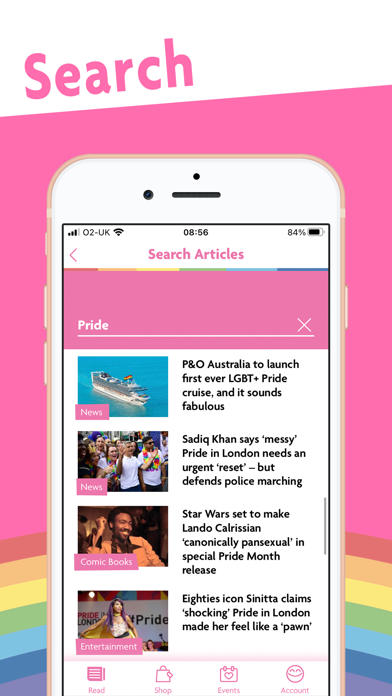 Search
O2-UK
08:56
84%
Search Articles
Pride
P&O Australia to launch
first ever LGBT+ Pride
cruise, and it sounds
fabulous
News
Sadiq Khan says ‘messy’
Pride in London needs an
urgent ‘reset’ – but
defends police marching
News
Star Wars set to make
Lando Calrissian
‘canonically pansexual’ in
special Pride Month
release
Comic Books
Eighties icon Sinitta claims
‘shocking’ Pride in London
made her feel like a ‘pawn’
PRIDE IN
LONDON
#Pride
Entertainment
Read
Shop
Events
Account